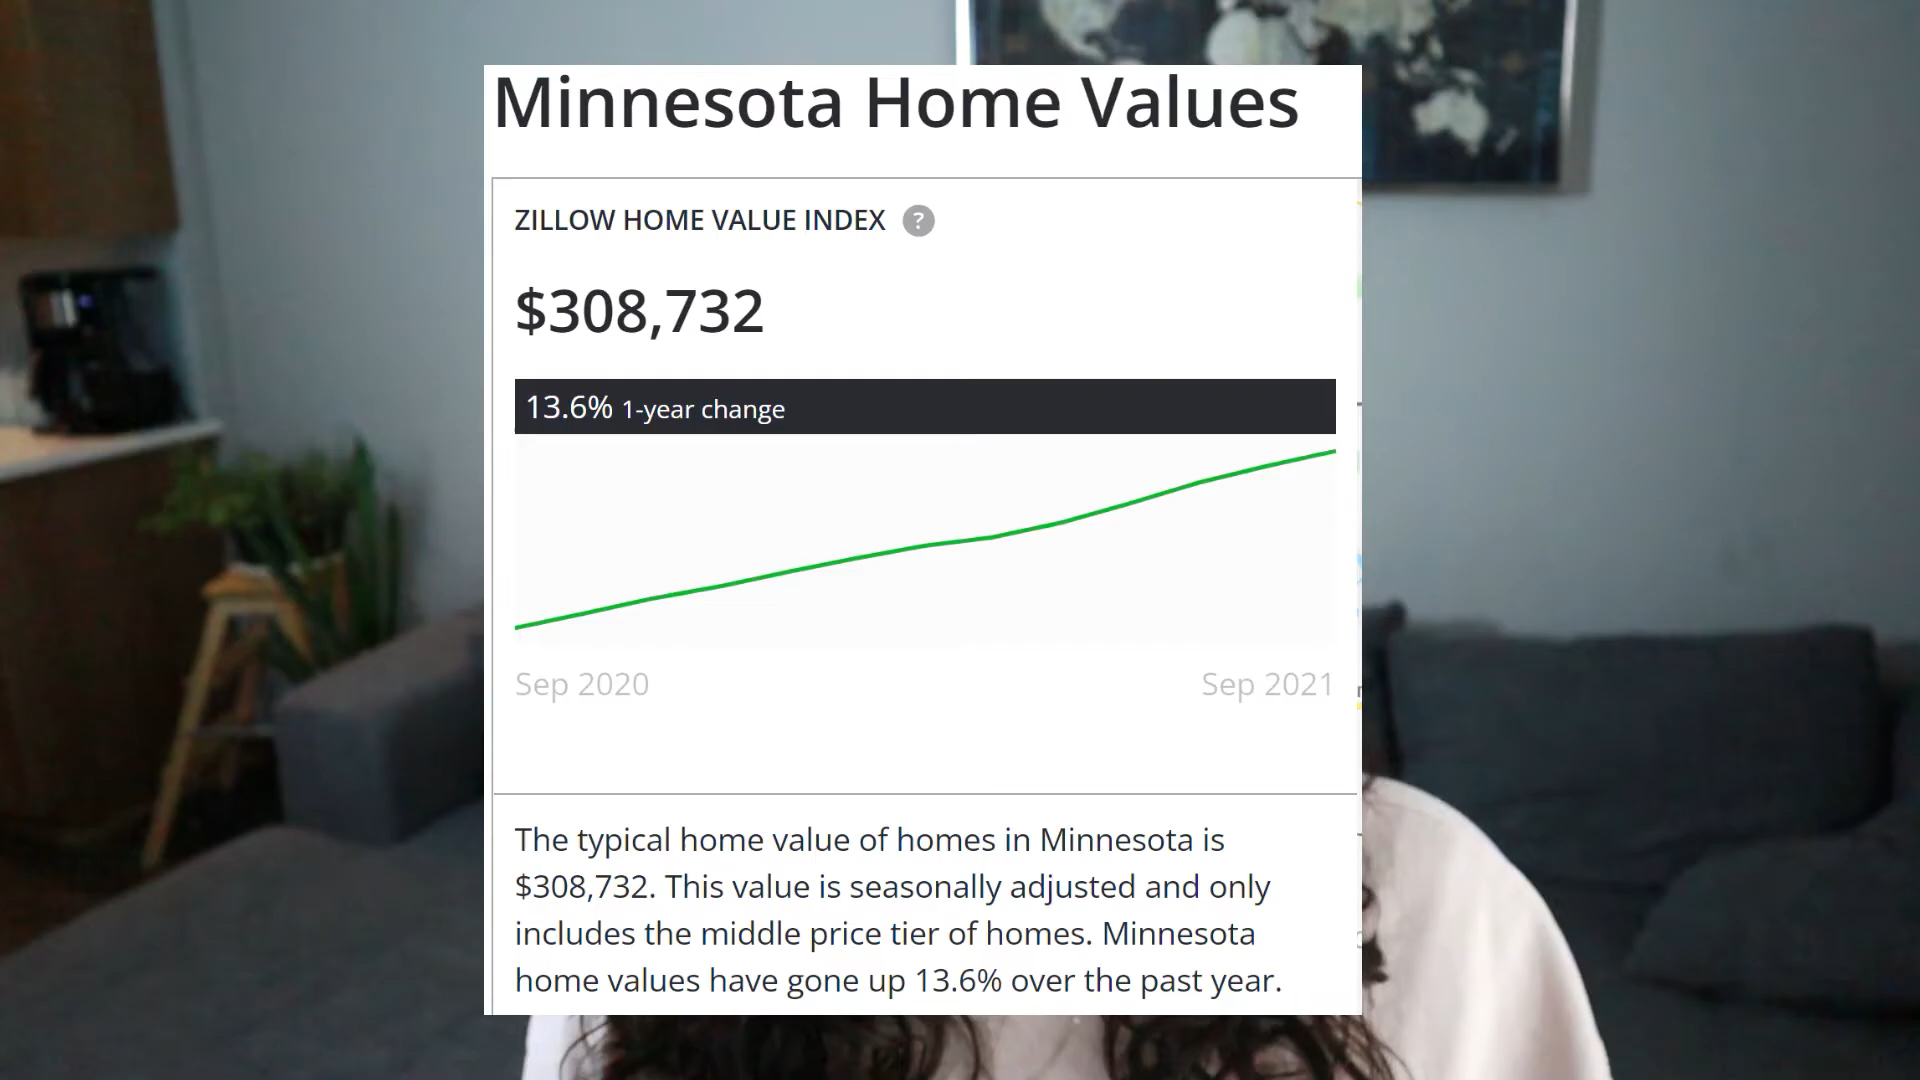 Minnesota Home Values
ZILLOW HOME VALUE INDEX ?
$308,732
13.6% 1-year change
Sep 2020 Sep 2021
The typical home value of homes in Minnesota is
$308,732. This value is seasonally adjusted and only
includes the middle price tier of homes. Minnesota
home values have gone up 13.6% over the past year.